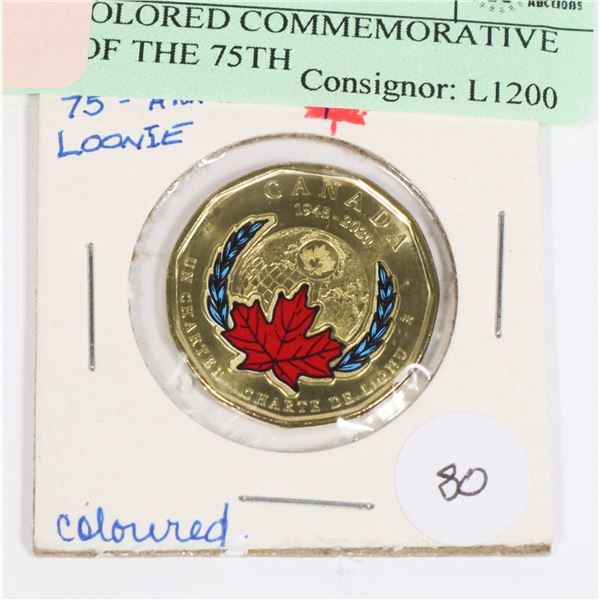 AUCTIONS
OLORED COMMEMORATIVE
OF THE 75TH
Consignor: L1200
75 -
LOONIE
CANADA
1945-2020
UN CHARTER
CHARTE DE L'ONU
80
coloured.